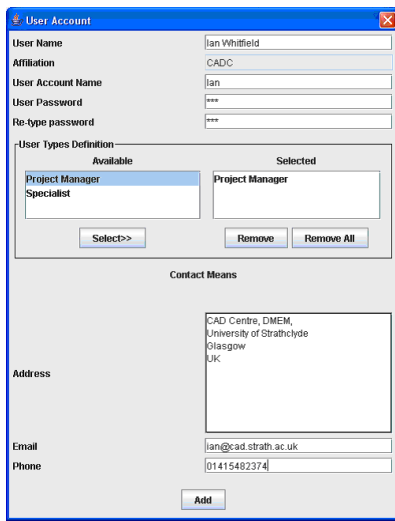 User Account
User Name Ian Whitfield
Affiliation CADC
User Account Name Ian
User Password ***
Re-type password ***
User Types Definition
Available Selected
Project Manager Project Manager
Specialist
Select>> Remove Remove All
Contact Means
CAD Centre, DMEM,
University of Strathclyde
Glasgow
UK
Address
Email ian@cad.strath.ac.uk
Phone 01415482374
Add